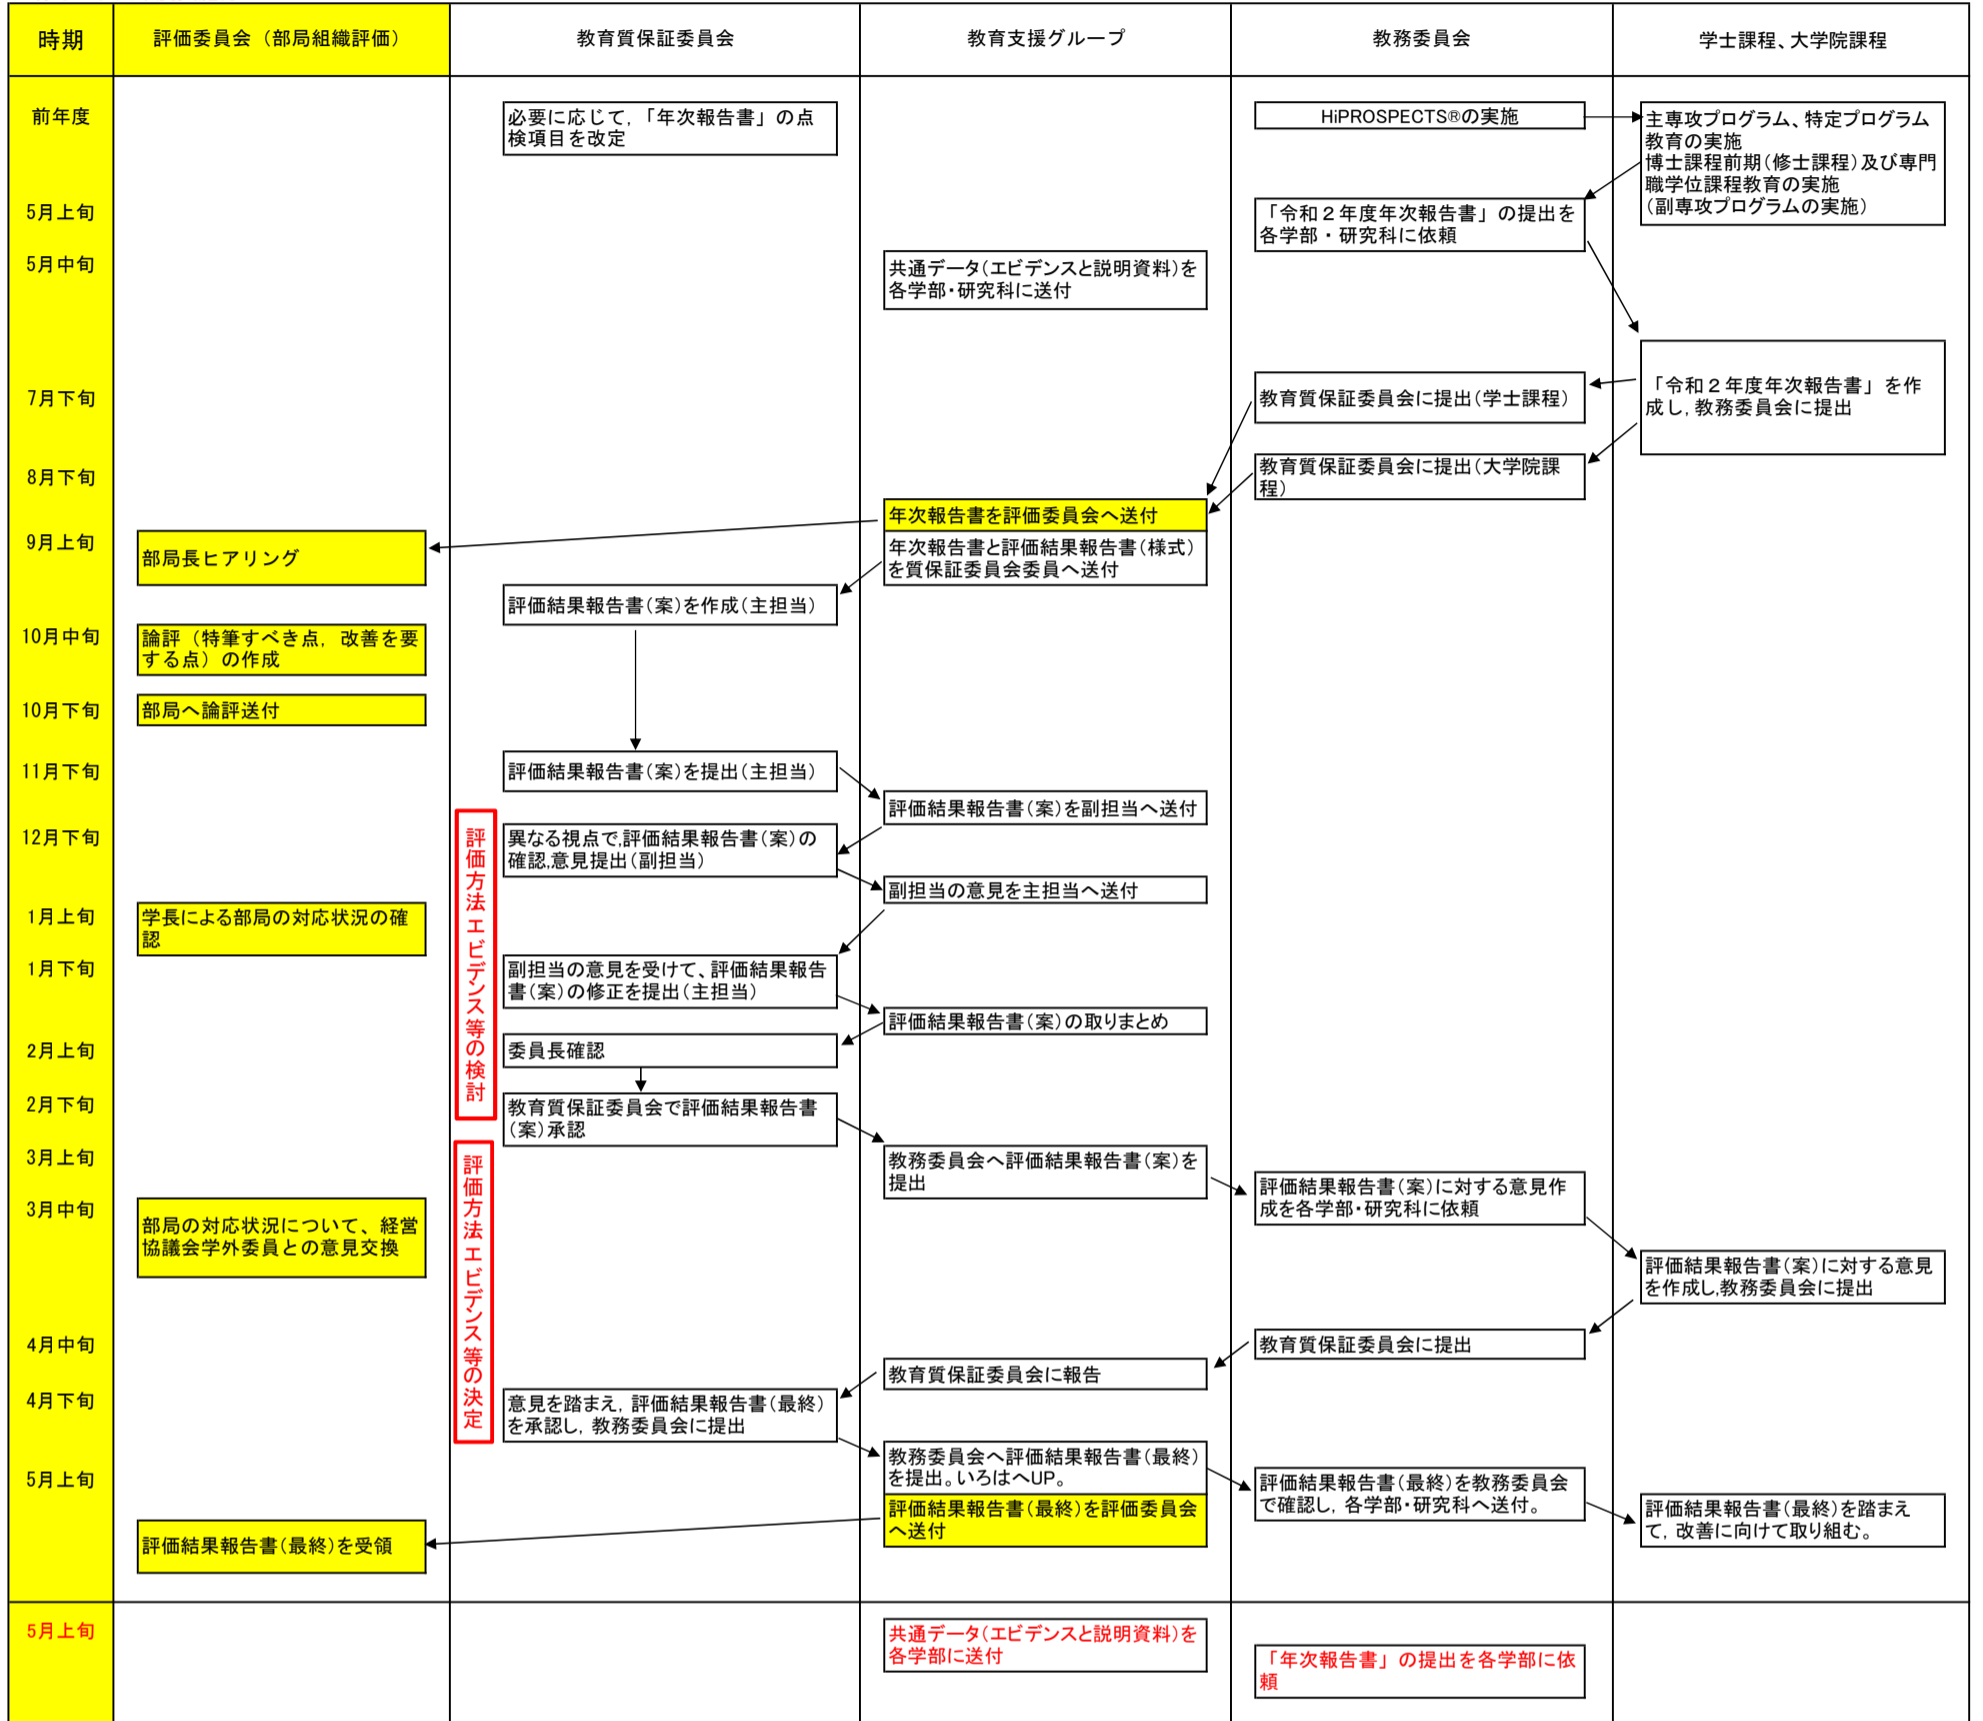 時期
評価委員会（部局組織評価）
教育質保証委員会
教育支援グループ
教務委員会
学士課程、大学院課程
前年度
必要に応じて，「年次報告書」の点
検項目を改定
HiPROSPECTS®の実施
主専攻プログラム、特定プログラム
教育の実施
博士課程前期（修士課程）及び専門
職学位課程教育の実施
（副専攻プログラムの実施）
5月上旬
「令和２年度年次報告書」の提出を
各学部・研究科に依頼
5月中旬
共通データ（エビデンスと説明資料）を
各学部・研究科に送付
7月下旬
教育質保証委員会に提出（学士課程）
「令和２年度年次報告書」を作
成し，教務委員会に提出
8月下旬
教育質保証委員会に提出（大学院課
程）
年次報告書を評価委員会へ送付
9月上旬
部局長ヒアリング
年次報告書と評価結果報告書（様式）
を質保証委員会委員へ送付
評価結果報告書（案）を作成（主担当）
10月中旬
論評（特筆すべき点，改善を要
する点）の作成
10月下旬
部局へ論評送付
11月下旬
評価結果報告書（案）を提出（主担当）
評価結果報告書（案）を副担当へ送付
評価方法エビデンス等の検討
12月下旬
異なる視点で，評価結果報告書（案）の
確認，意見提出（副担当）
副担当の意見を主担当へ送付
1月上旬
学長による部局の対応状況の確
認
1月下旬
副担当の意見を受けて、評価結果報告
書（案）の修正を提出（主担当）
評価結果報告書（案）の取りまとめ
2月上旬
委員長確認
2月下旬
教育質保証委員会で評価結果報告書
（案）承認
評価方法エビデンス等の決定
3月上旬
教務委員会へ評価結果報告書（案）を
提出
評価結果報告書（案）に対する意見作
成を各学部・研究科に依頼
3月中旬
部局の対応状況について、経営
協議会学外委員との意見交換
評価結果報告書（案）に対する意見
を作成し，教務委員会に提出
4月中旬
教育質保証委員会に提出
教育質保証委員会に報告
4月下旬
意見を踏まえ，評価結果報告書（最終）
を承認し，教務委員会に提出
教務委員会へ評価結果報告書（最終）
を提出。いろはへUP。
5月上旬
評価結果報告書（最終）を教務委員会
で確認し，各学部・研究科へ送付。
評価結果報告書（最終）を評価委員会
へ送付
評価結果報告書（最終）を踏まえ
て，改善に向けて取り組む。
評価結果報告書（最終）を受領
5月上旬
共通データ（エビデンスと説明資料）を
各学部に送付
「年次報告書」の提出を各学部に依
頼